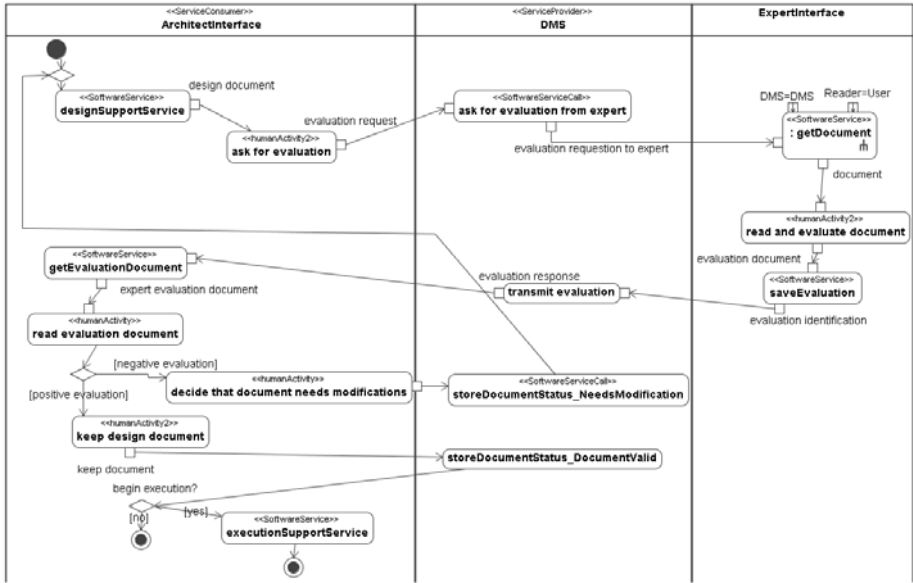 <<ServiceConsumer>>
ArchitectInterface
<<ServiceProvider>>
DMS
ExpertInterface
design document
<<SoftwareService>>
designSupportService
evaluation request
<<humanActivity2>>
ask for evaluation
<<SoftwareServiceCall>>
ask for evaluation from expert
evaluation requestion to expert
DMS=DMS
Reader=User
<<SoftwareService>>
: getDocument
document
<<humanActivity2>>
read and evaluate document
evaluation document
<<SoftwareService>>
saveEvaluation
evaluation identification
evaluation response
transmit evaluation
<<SoftwareService>>
getEvaluationDocument
expert evaluation document
<<humanActivity>>
read evaluation document
[negative evaluation]
[positive evaluation]
<<humanActivity>>
decide that document needs modifications
<<SoftwareServiceCall>>
storeDocumentStatus_NeedsModification
<<humanActivity2>>
keep design document
keep document
storeDocumentStatus_DocumentValid
begin execution?
[no]
[yes]
<<SoftwareService>>
executionSupportService